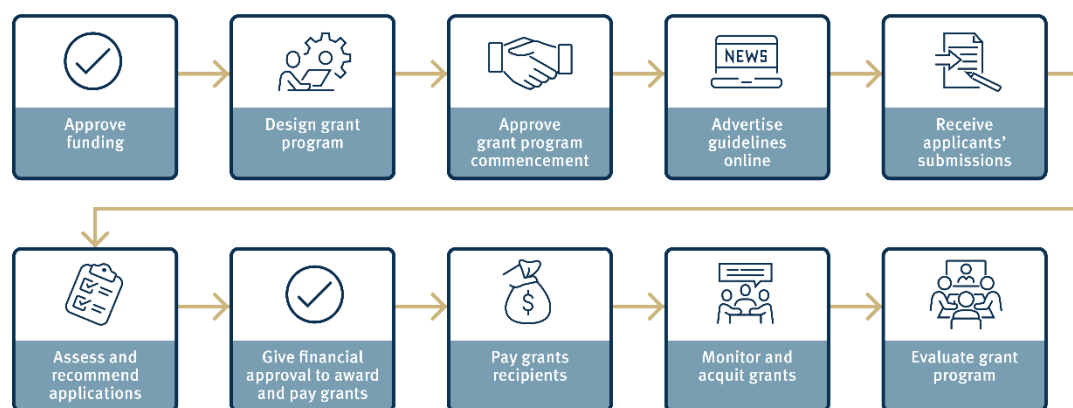 Approve
funding
Design grant
program
Approve
grant program
commencement
NEWS
Advertise
guidelines
online
Receive
applicants’
submissions
Assess and
recommend
applications
Give financial
approval to award
and pay grants
$
Pay grants
recipients
Monitor and
acquit grants
Evaluate grant
program